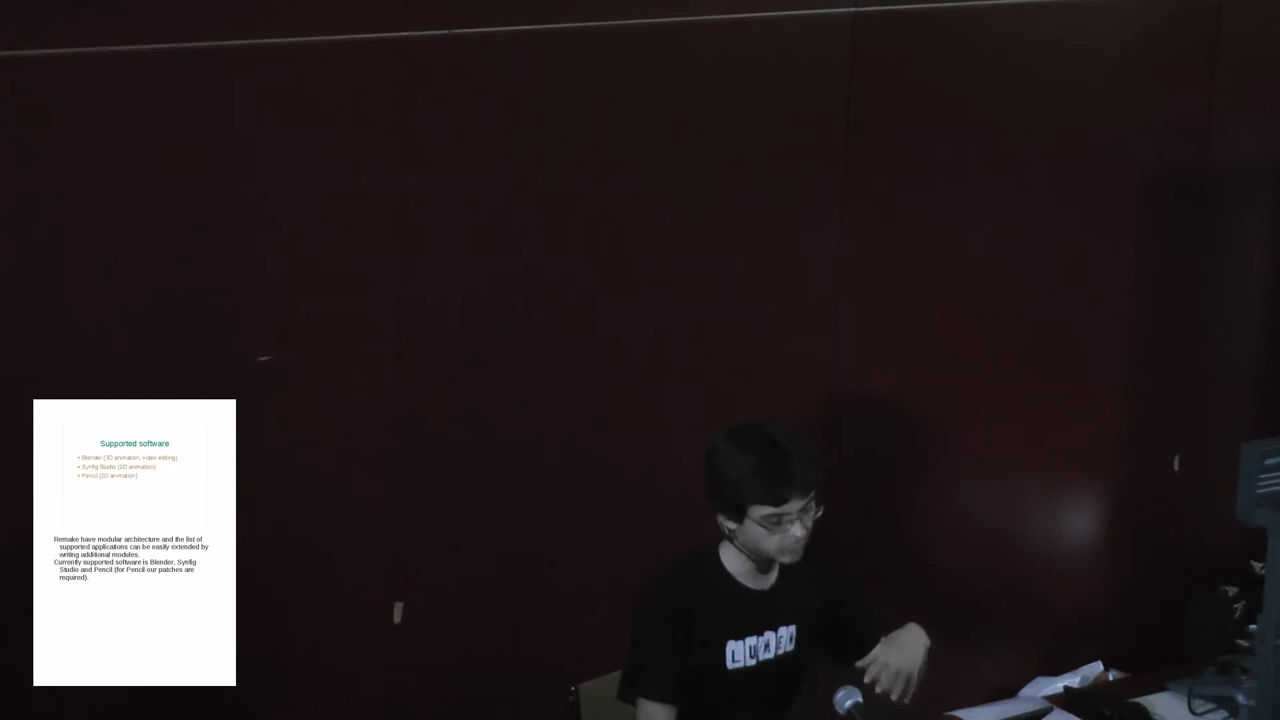 Supported software
• Blender (3D animation, video editing)
• Synfig Studio (2D animation)
• Pencil (2D animation)
Remake have modular architecture and the list of
supported applications can be easily extended by
writing additional modules.
Currently supported software is Blender, Synfig
Studio and Pencil (for Pencil our patches are
required).
LUMEN